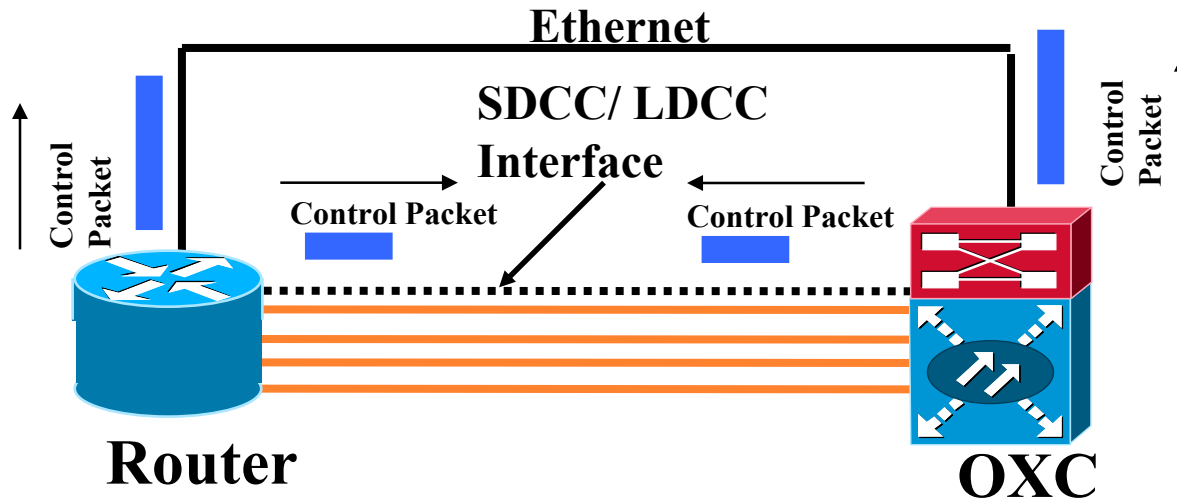 Ethernet
SDCC/ LDCC
Interface
Control
Packet
Control Packet
Control Packet
Control
Packet
Router
OXC